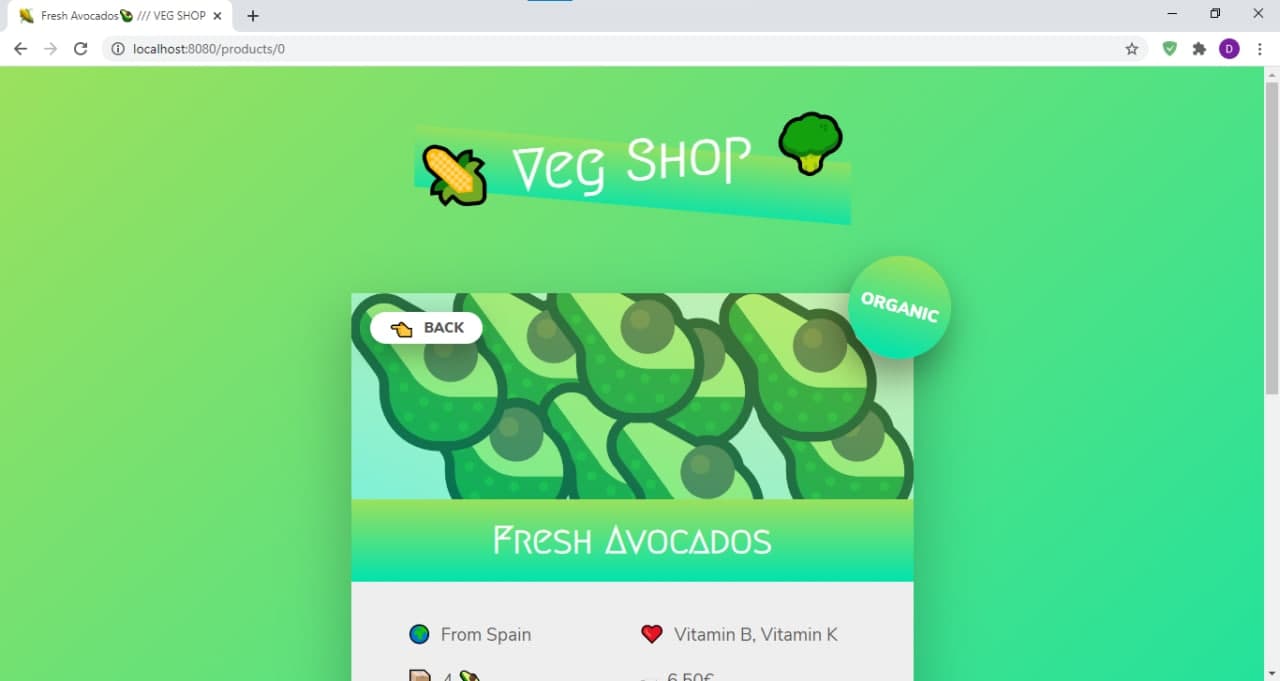 Fresh Avocados🥑 /// VEG SHOP
localhost:8080/products/0
D
Veg Shop
ORGANIC
BACK
Fresh Avocados
From Spain
Vitamin B, Vitamin K
4 🥑
6,50€